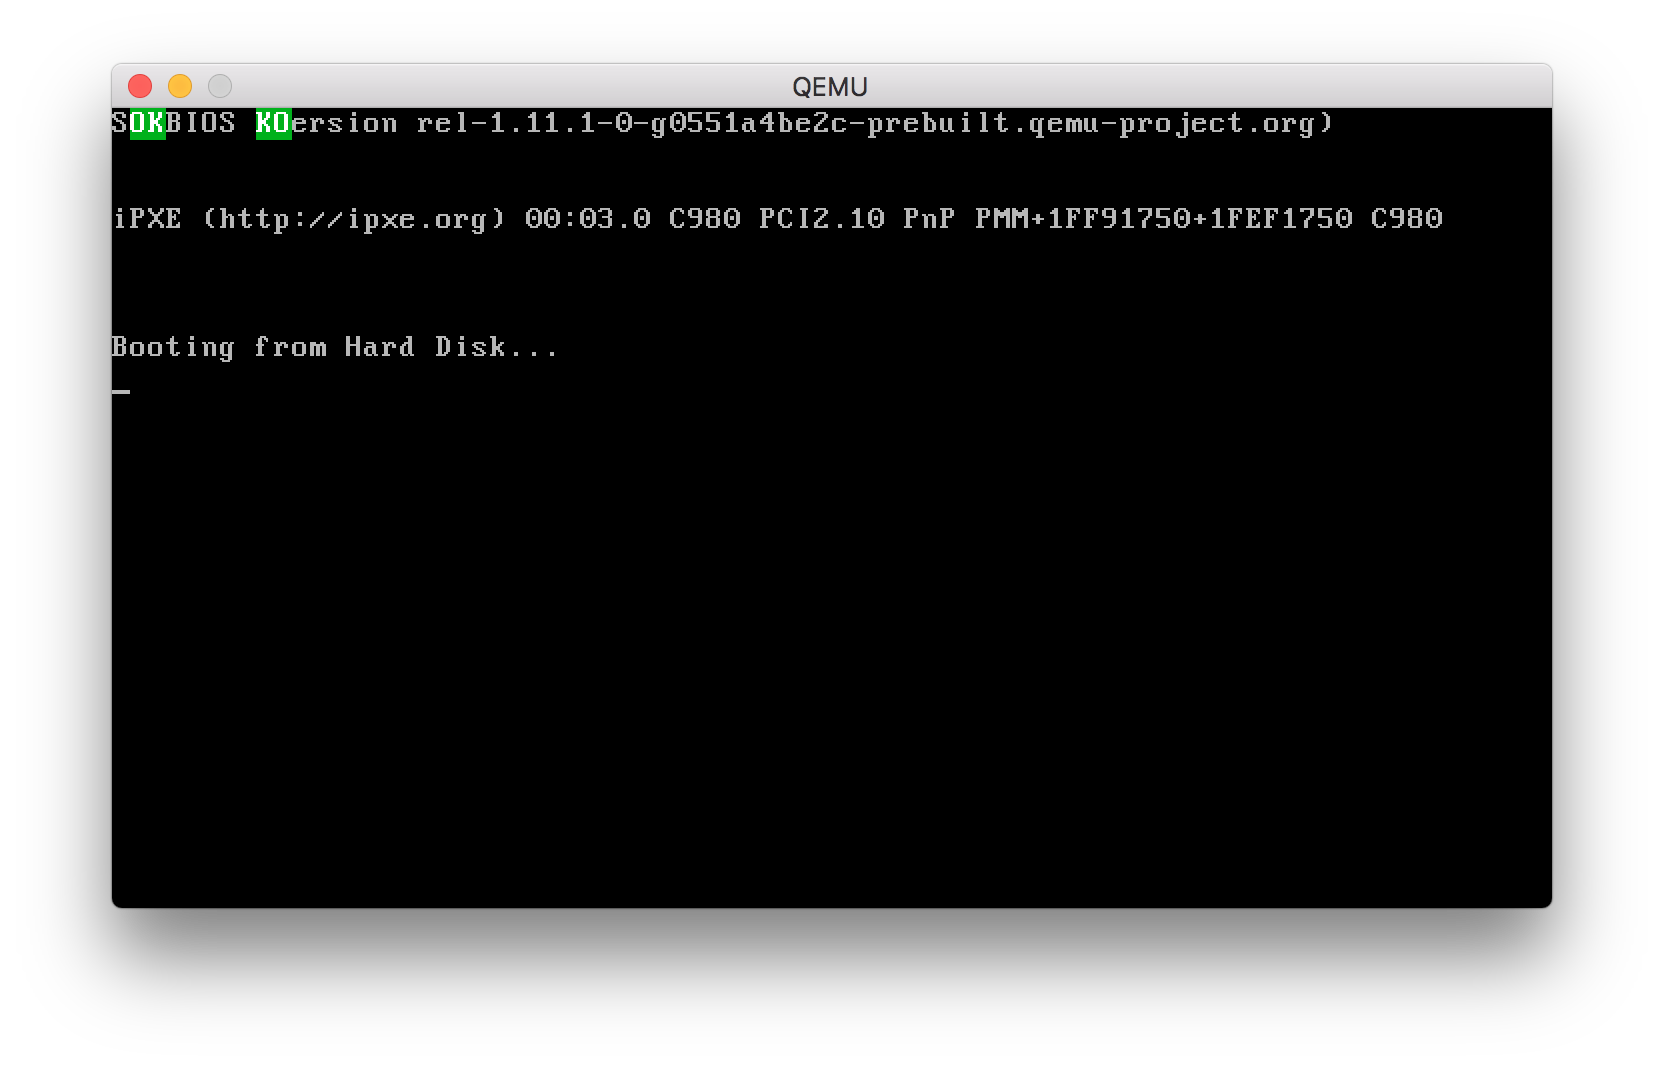 QEMU
SOKBIOS KOersion rel-1.11.1-0-g0551a4be2c-prebuilt.qemu-project.org)
iPXE (http://ipxe.org) 00:03.0 C980 PCI2.10 PnP PMM+1FF91750+1FEF1750 C980
Booting from Hard Disk...
_